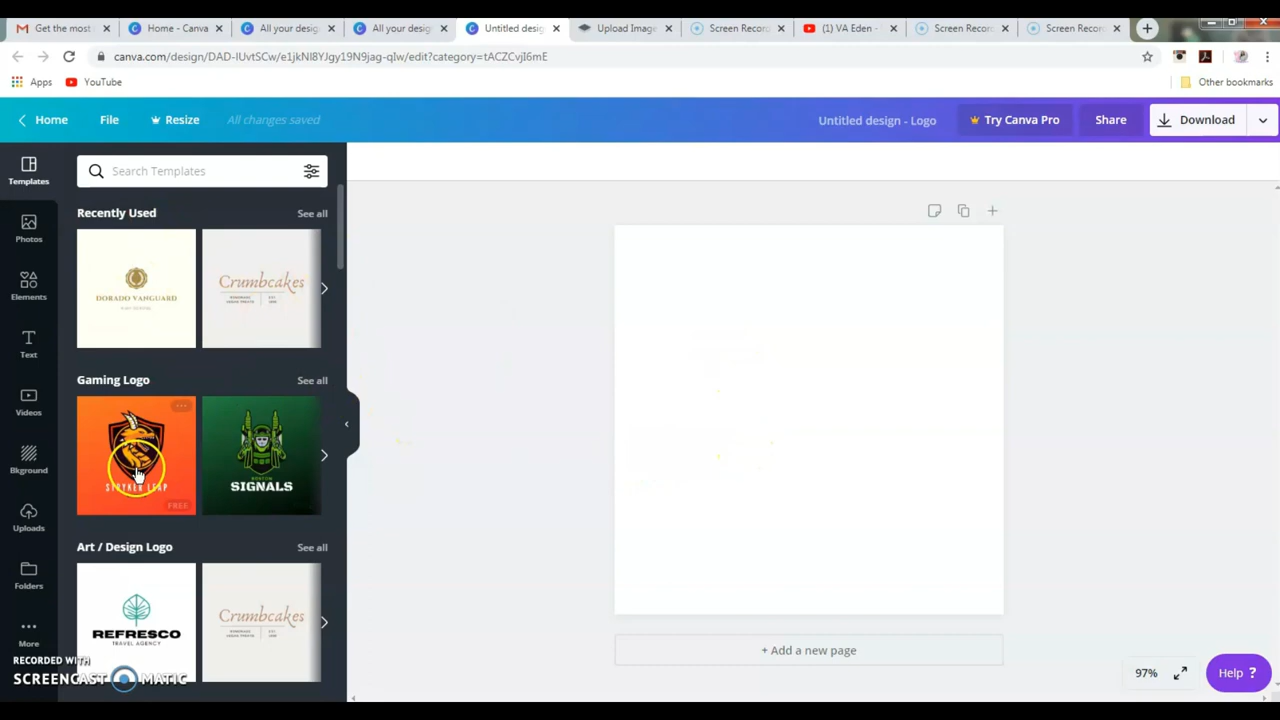 Get the most
Home - Canva
All your desig
All your desig
Untitled desig
Upload Image
Screen Recor
(1) VA Eden -
Screen Recor
Screen Recor
canva.com/design/DAD-IUvtSCw/e1jkNl8YJgy19N9jag-qIw/edit?category=tACZCvjI6mE
Apps
YouTube
Other bookmarks
Home
File
Resize
All changes saved
Untitled design - Logo
Try Canva Pro
Share
Download
Templates
Search Templates
Photos
Recently Used
See all
DORADO VANGUARD
Crumbcakes
Elements
Text
Gaming Logo
See all
Videos
FREE
BOSTON
SIGNALS
Bkground
Uploads
Art / Design Logo
See all
Folders
REFRESCO
TRAVEL AGENCY
Crumbcakes
More
+ Add a new page
97%
Help ?
RECORDED WITH
SCREENCAST MATIC